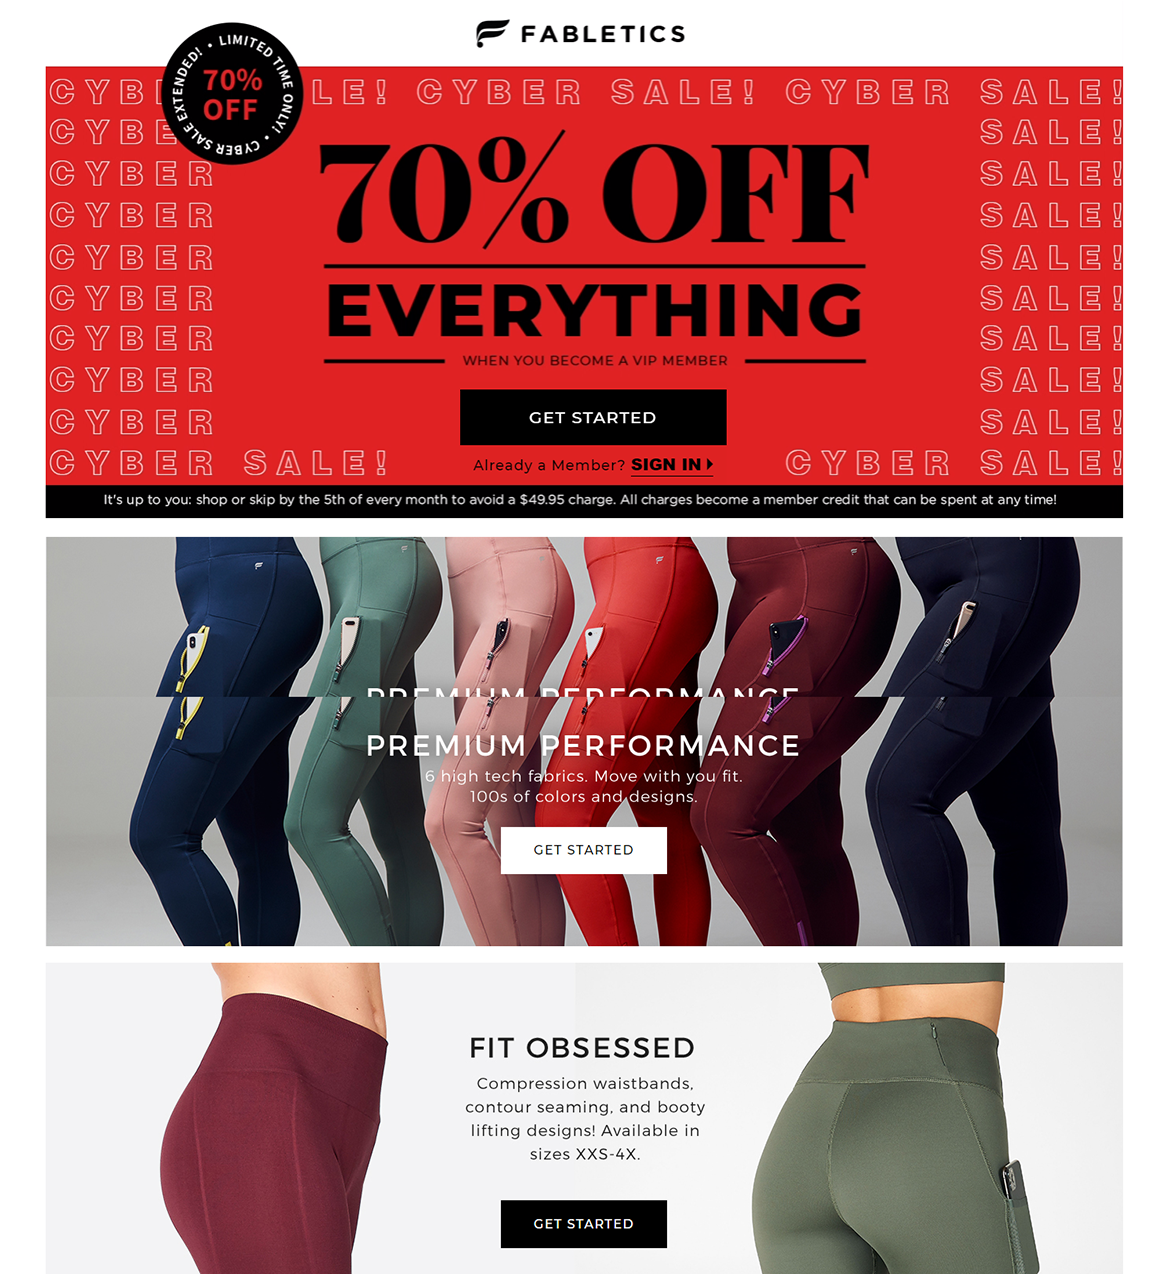 FABLETICS
• LIMITED TIME ONLY! • CYBER SALE EXTENDED!
70%
OFF
CYB LE! CYBER SALE! CYBER SALE!
CYBE SALE!
CYBER SALE!
CYBER SALE!
CYBER SALE!
CYBER SALE!
CYBER SALE!
CYBER SALE!
CYBER SALE!
CYBER SALE! CYBER SALE!
70% OFF
EVERYTHING
WHEN YOU BECOME A VIP MEMBER
GET STARTED
Already a Member? SIGN IN
It's up to you: shop or skip by the 5th of every month to avoid a $49.95 charge. All charges become a member credit that can be spent at any time!
PREMIUM PERFORMANCE
PREMIUM PERFORMANCE
6 high tech fabrics. Move with you fit.
100s of colors and designs.
GET STARTED
FIT OBSESSED
Compression waistbands,
contour seaming, and booty
lifting designs! Available in
sizes XXS-4X.
GET STARTED